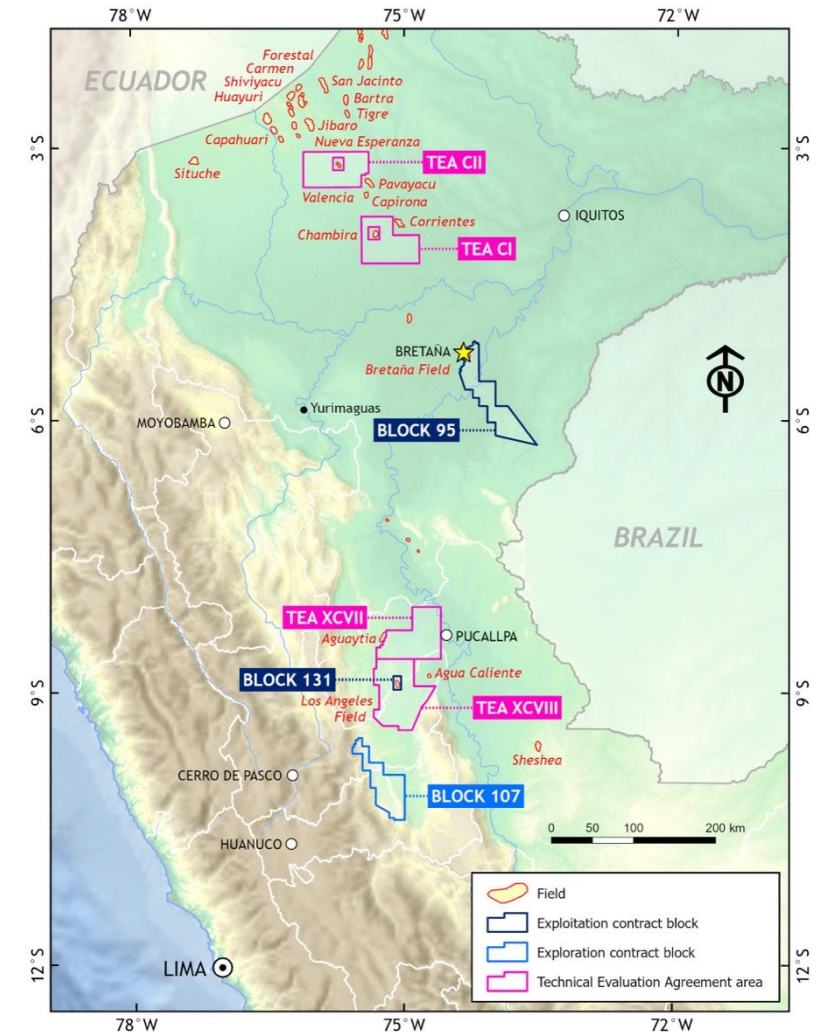 78°W
75°W
72°W
ECUADOR
Forestal
Carmen
Shiviyacu
Huayuri
San Jacinto
Bartra
Tigre
Jibaro
Capahuari
Nueva Esperanza
3°S
3°S
TEA CII
Situche
Pavayacu
Valencia
Capirona
IQUITOS
Corrientes
Chambira
TEA CI
BRETAÑA
Bretaña Field
N
Yurimaguas
MOYOBAMBA
6°S
6°S
BLOCK 95
BRAZIL
TEA XCVII
Aguaytia
PUCALLPA
Agua Caliente
BLOCK 131
9°S
9°S
Los Angeles
Field
TEA XCVIII
Sheshea
CERRO DE PASCO
BLOCK 107
0 50 100 200 km
HUANUCO
Field
Exploitation contract block
Exploration contract block
Technical Evaluation Agreement area
12°S
12°S
LIMA
78°W
75°W
72°W